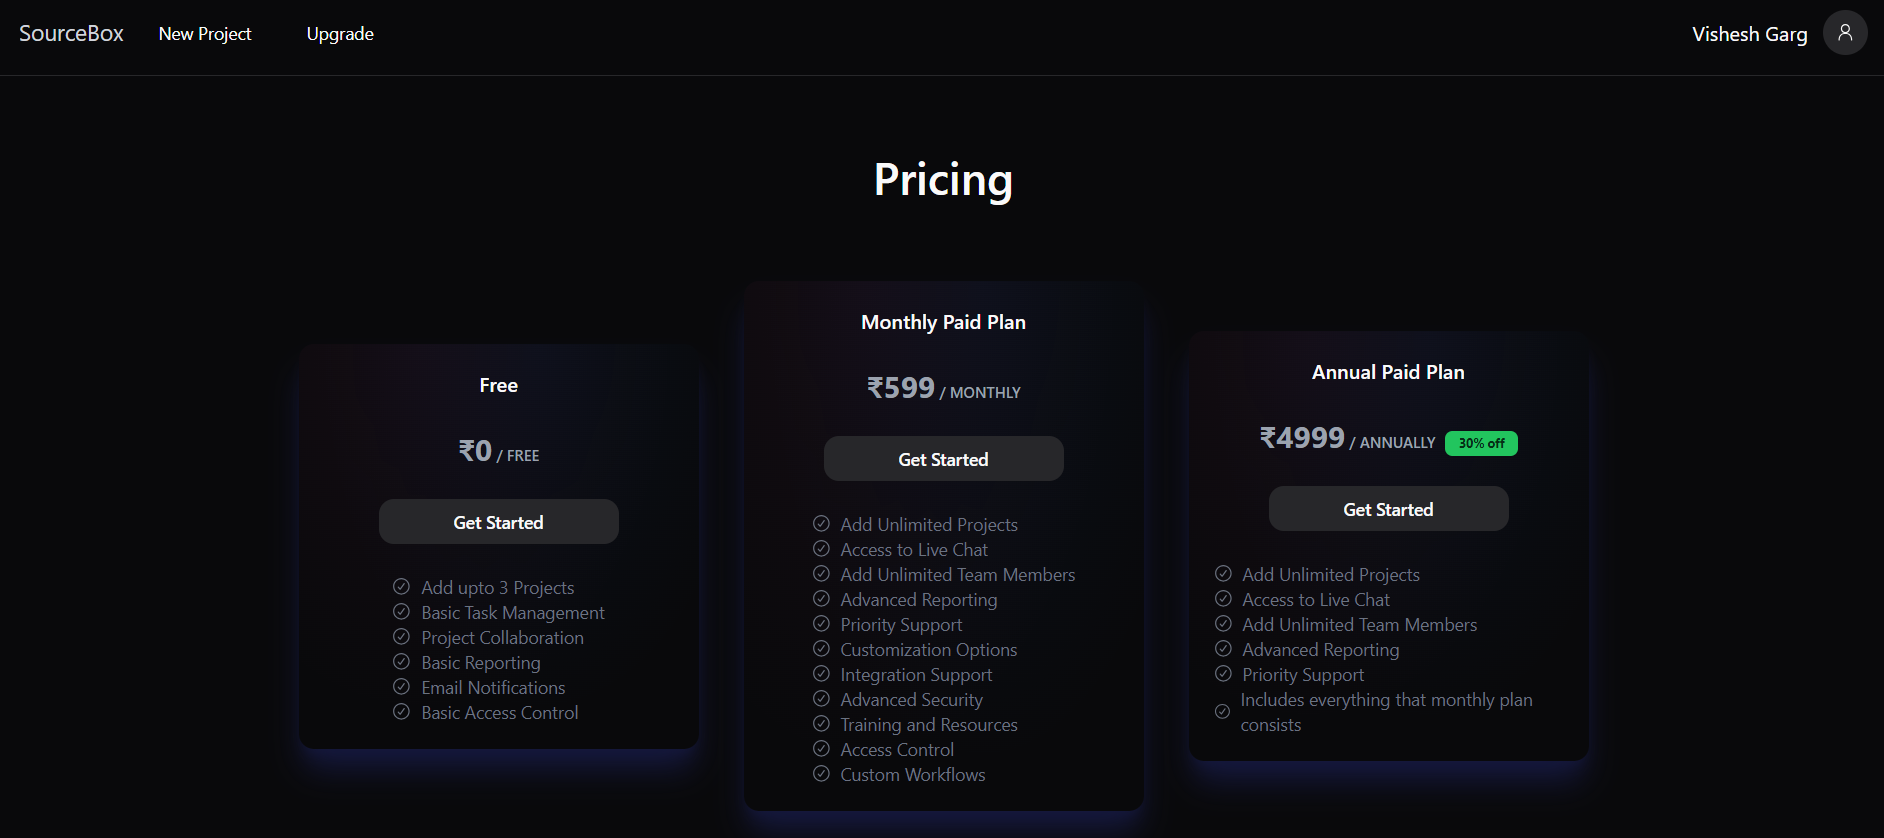 SourceBox New Project Upgrade Vishesh Garg
Pricing
Free
₹0 / FREE
Get Started
Add upto 3 Projects
Basic Task Management
Project Collaboration
Basic Reporting
Email Notifications
Basic Access Control
Monthly Paid Plan
₹599 / MONTHLY
Get Started
Add Unlimited Projects
Access to Live Chat
Add Unlimited Team Members
Advanced Reporting
Priority Support
Customization Options
Integration Support
Advanced Security
Training and Resources
Access Control
Custom Workflows
Annual Paid Plan
₹4999 / ANNUALLY 30% off
Get Started
Add Unlimited Projects
Access to Live Chat
Add Unlimited Team Members
Advanced Reporting
Priority Support
Includes everything that monthly plan
consists